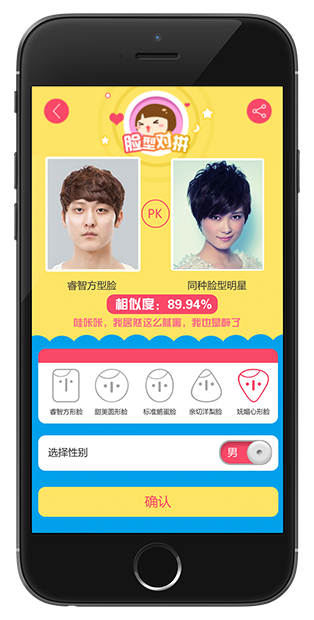 脸型对拼
PK
睿智方型脸
同种脸型明星
相似度：89.94%
哇咔咔，我居然这么厉害，我也是醉了
睿智方形脸
甜美圆形脸
标准鹅蛋脸
亲切洋梨脸
妩媚心形脸
选择性别
男
确认